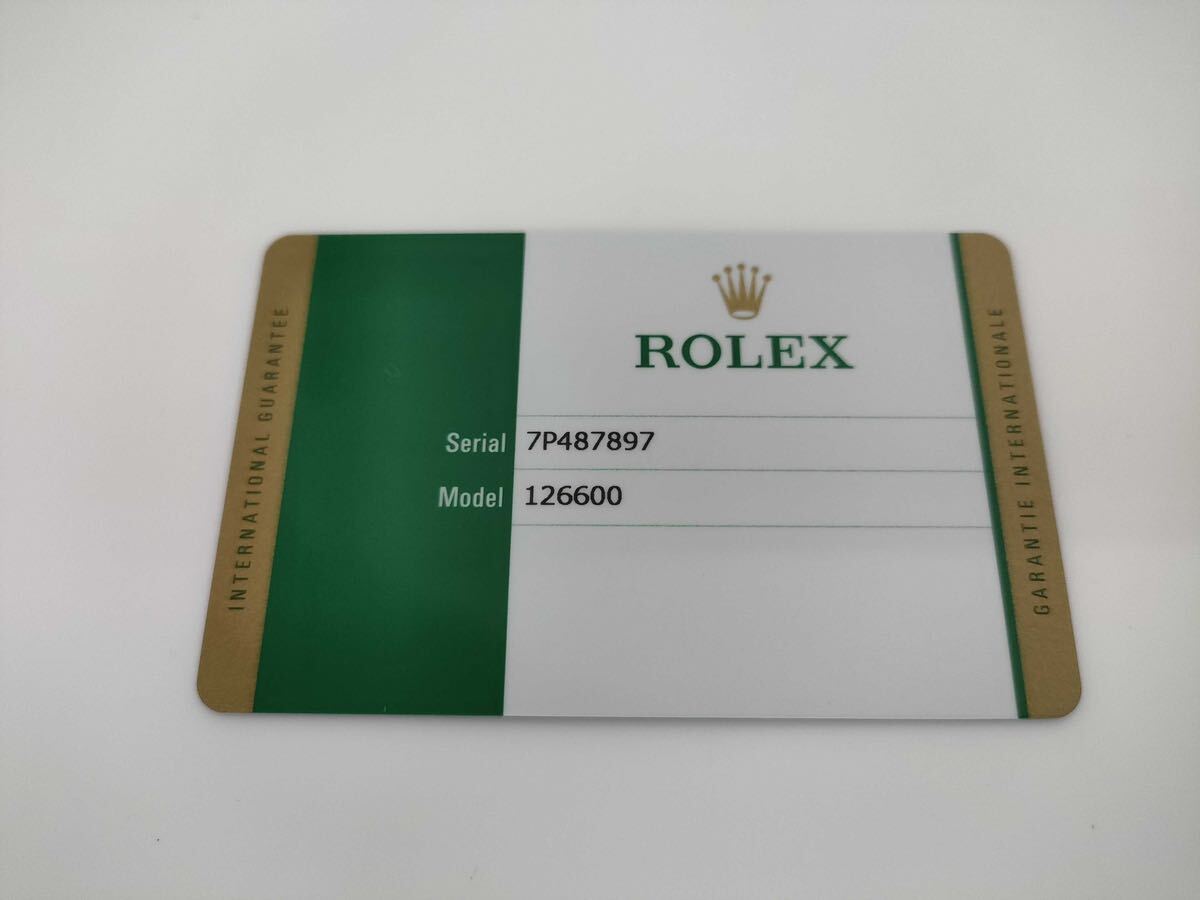 INTERNATIONAL GUARANTEE
ROLEX
Serial 7P487897
Model 126600
GARANTIE INTERNATIONALE